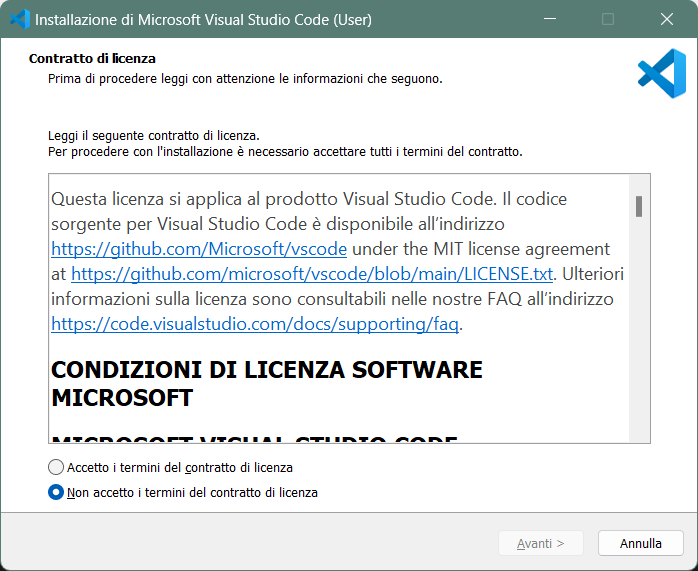 Installazione di Microsoft Visual Studio Code (User)
Contratto di licenza
Prima di procedere leggi con attenzione le informazioni che seguono.
Leggi il seguente contratto di licenza.
Per procedere con l'installazione è necessario accettare tutti i termini del contratto.
Questa licenza si applica al prodotto Visual Studio Code. Il codice
sorgente per Visual Studio Code è disponibile all’indirizzo
https://github.com/Microsoft/vscode under the MIT license agreement
at https://github.com/microsoft/vscode/blob/main/LICENSE.txt. Ulteriori
informazioni sulla licenza sono consultabili nelle nostre FAQ all’indirizzo
https://code.visualstudio.com/docs/supporting/faq.
CONDIZIONI DI LICENZA SOFTWARE
MICROSOFT
MICROSOFT VISUAL STUDIO CODE
Accetto i termini del contratto di licenza
Non accetto i termini del contratto di licenza
Avanti >
Annulla